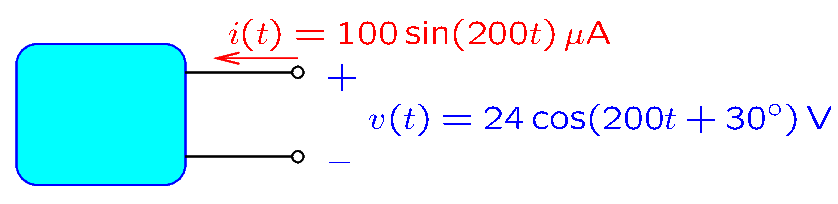 i(t) = 100 sin(200t) μA
+
v(t) = 24 cos(200t + 30°) V
–